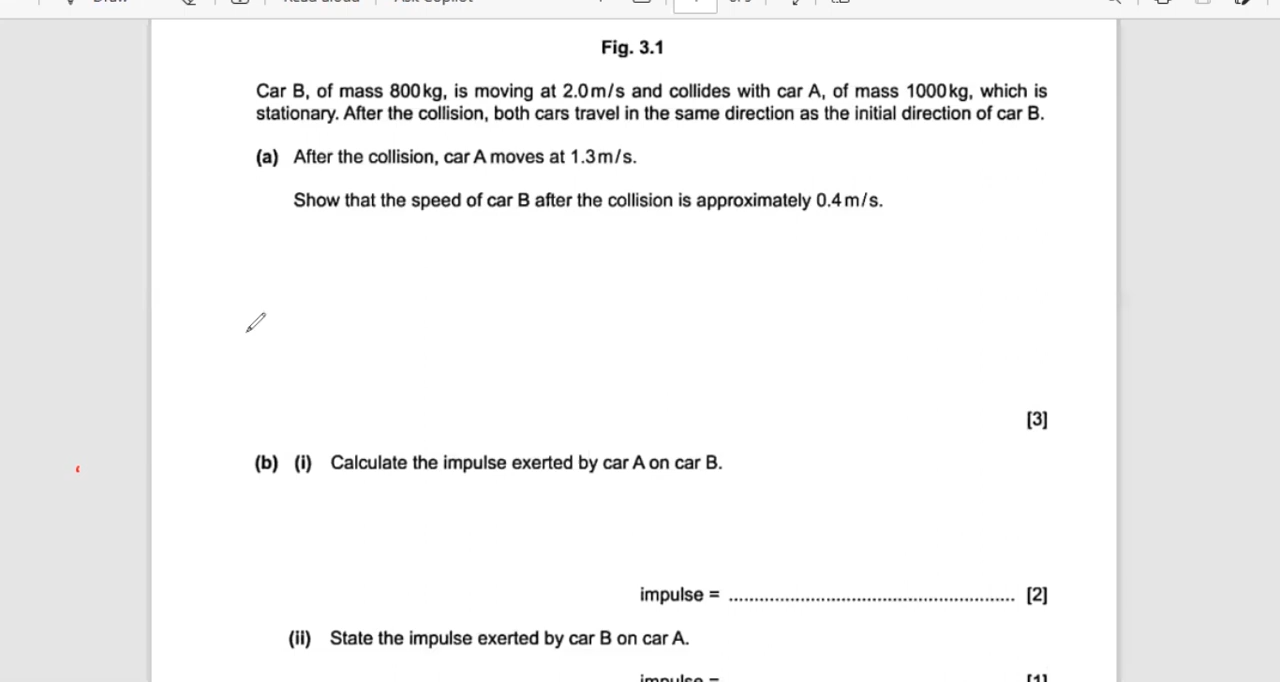 Fig. 3.1
Car B, of mass 800 kg, is moving at 2.0 m/s and collides with car A, of mass 1000 kg, which is
stationary. After the collision, both cars travel in the same direction as the initial direction of car B.
(a) After the collision, car A moves at 1.3 m/s.
Show that the speed of car B after the collision is approximately 0.4 m/s.
[3]
(b) (i) Calculate the impulse exerted by car A on car B.
impulse = ...................................................... [2]
(ii) State the impulse exerted by car B on car A.
impulse = [1]